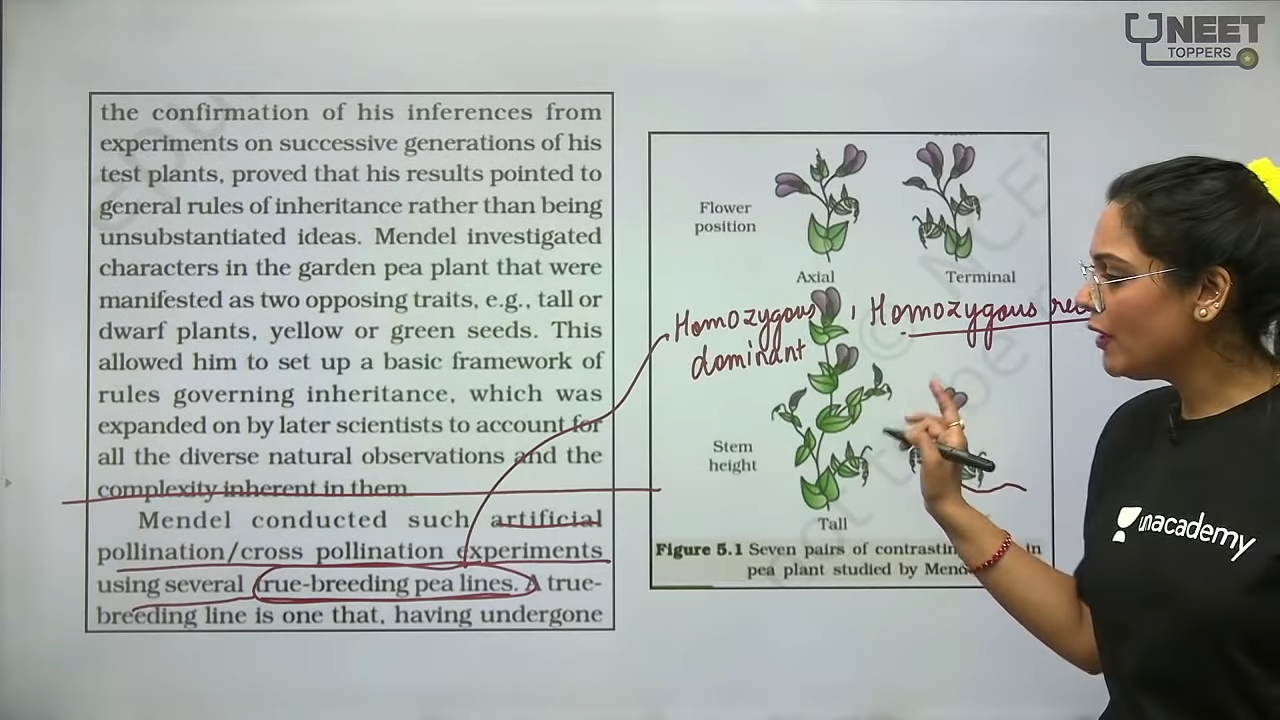 NEET
TOPPERS
the confirmation of his inferences from
experiments on successive generations of his
test plants, proved that his results pointed to
general rules of inheritance rather than being
unsubstantiated ideas. Mendel investigated
characters in the garden pea plant that were
manifested as two opposing traits, e.g., tall or
dwarf plants, yellow or green seeds. This
allowed him to set up a basic framework of
rules governing inheritance, which was
expanded on by later scientists to account for
all the diverse natural observations and the
complexity inherent in them
Mendel conducted such artificial
pollination/cross pollination experiments
using several true-breeding pea lines. A true-
breeding line is one that, having undergone
Flower
position
Axial
Terminal
Homozygous , Homozygous rec
dominant
Stem
height
Tall
Figure 5.1 Seven pairs of contrastin in
pea plant studied by Mend
unacademy